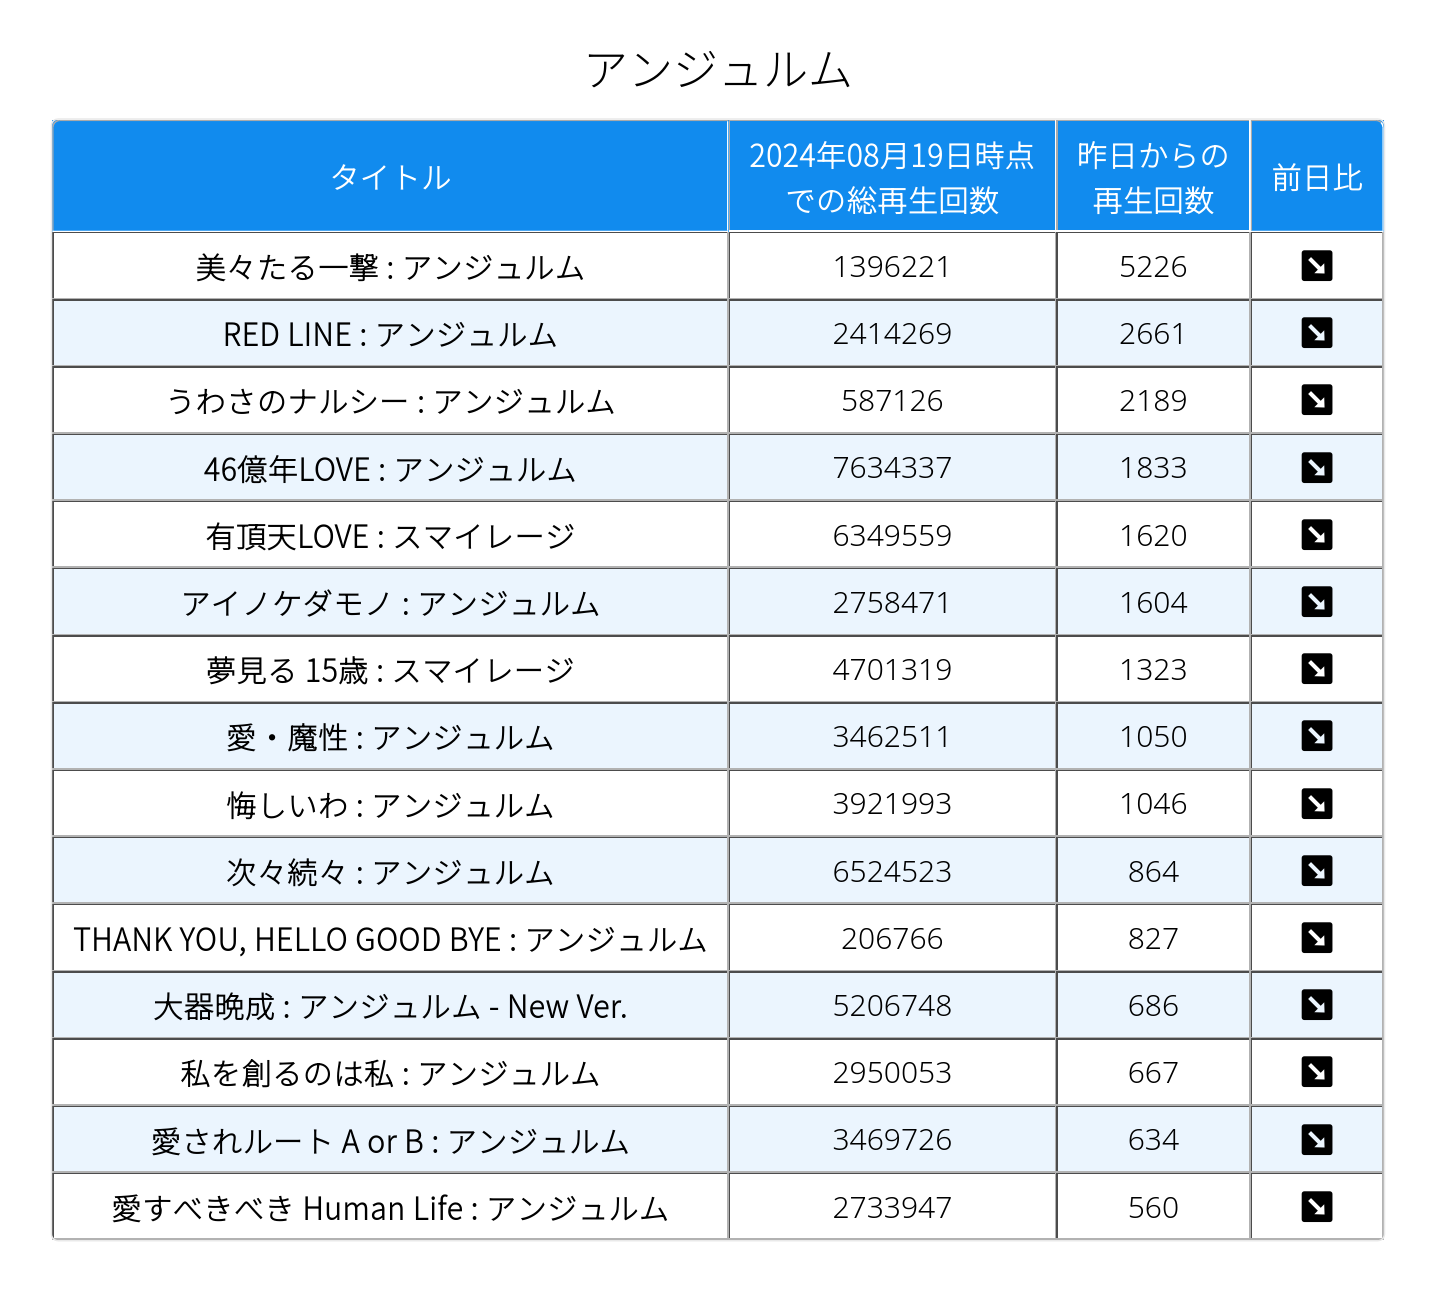 アンジュルム
タイトル 2024年08月19日時点での総再生回数 昨日からの再生回数 前日比
美々たる一撃 : アンジュルム 1396221 5226 ↘
RED LINE : アンジュルム 2414269 2661 ↘
うわさのナルシー : アンジュルム 587126 2189 ↘
46億年LOVE : アンジュルム 7634337 1833 ↘
有頂天LOVE : スマイレージ 6349559 1620 ↘
アイノケダモノ : アンジュルム 2758471 1604 ↘
夢見る 15歳 : スマイレージ 4701319 1323 ↘
愛・魔性 : アンジュルム 3462511 1050 ↘
悔しいわ : アンジュルム 3921993 1046 ↘
次々続々 : アンジュルム 6524523 864 ↘
THANK YOU, HELLO GOOD BYE : アンジュルム 206766 827 ↘
大器晩成 : アンジュルム - New Ver. 5206748 686 ↘
私を創るのは私 : アンジュルム 2950053 667 ↘
愛されルート A or B : アンジュルム 3469726 634 ↘
愛すべきべき Human Life : アンジュルム 2733947 560 ↘